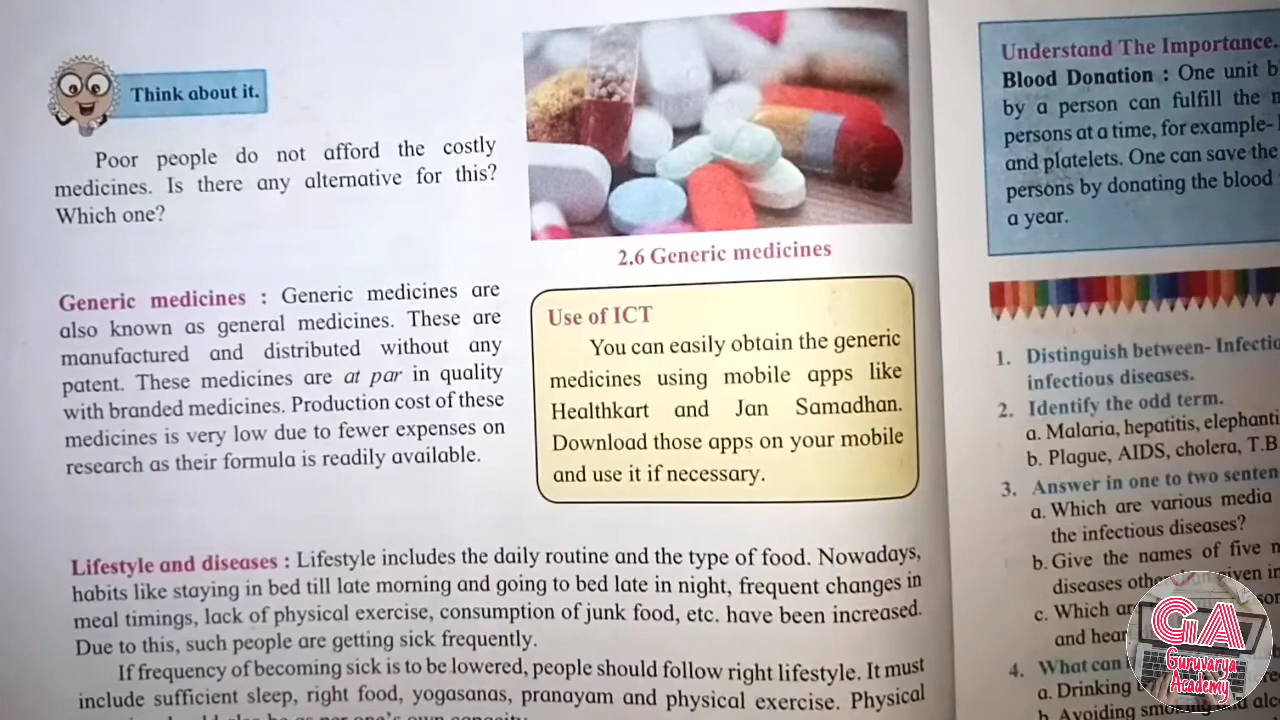 Think about it.
Poor people do not afford the costly
medicines. Is there any alternative for this?
Which one?
Generic medicines : Generic medicines are
also known as general medicines. These are
manufactured and distributed without any
patent. These medicines are at par in quality
with branded medicines. Production cost of these
medicines is very low due to fewer expenses on
research as their formula is readily available.
2.6 Generic medicines
Use of ICT
You can easily obtain the generic
medicines using mobile apps like
Healthkart and Jan Samadhan.
Download those apps on your mobile
and use it if necessary.
Lifestyle and diseases : Lifestyle includes the daily routine and the type of food. Nowadays,
habits like staying in bed till late morning and going to bed late in night, frequent changes in
meal timings, lack of physical exercise, consumption of junk food, etc. have been increased.
Due to this, such people are getting sick frequently.
If frequency of becoming sick is to be lowered, people should follow right lifestyle. It must
include sufficient sleep, right food, yogasanas, pranayam and physical exercise. Physical
Understand The Importance.
Blood Donation : One unit
by a person can fulfill the
persons at a time, for example-
and platelets. One can save the
persons by donating the blood
a year.
1. Distinguish between-
infectious diseases.
2. Identify the odd term.
a. Malaria, hepatitis,
b. Plague, AIDS, cholera, T.B
3. Answer in one to two
a. Which are various media
the infectious diseases?
b. Give the names of five
diseases
c. Which
and
4. What can
a. Drinking
b. Avoiding
GA
Guruvarya
Academy